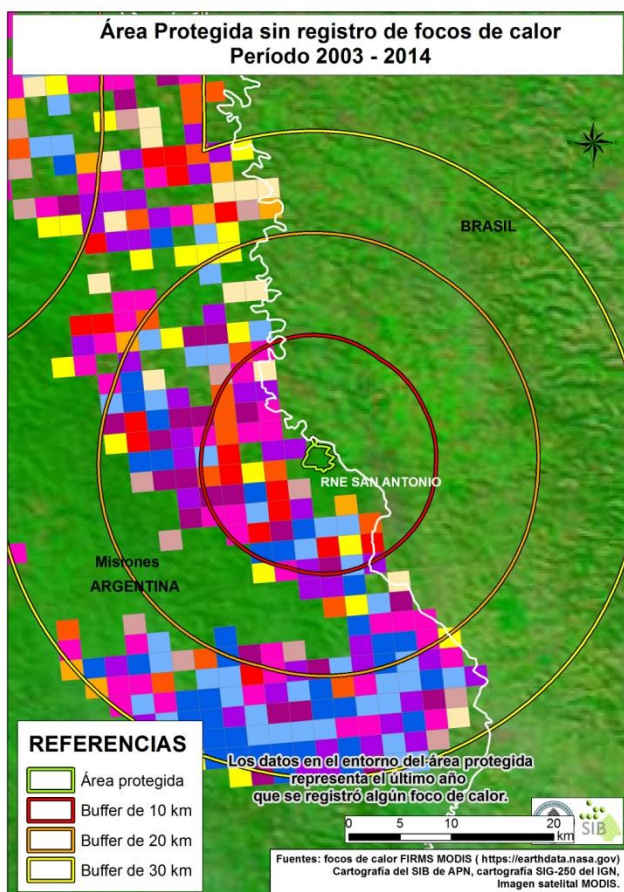 Área Protegida sin registro de focos de calor
Período 2003 - 2014
BRASIL
RNE SAN ANTONIO
Misiones
ARGENTINA
REFERENCIAS
Área protegida
Buffer de 10 km
Buffer de 20 km
Buffer de 30 km
Los datos en el entorno del área protegida
representa el último año
que se registró algún foco de calor.
SIB
0 5 10 20
km
Fuentes: focos de calor FIRMS MODIS ( https://earthdata.nasa.gov)
Cartografía del SIB de APN, cartografía SIG-250 del IGN,
Imagen satelital MODIS.